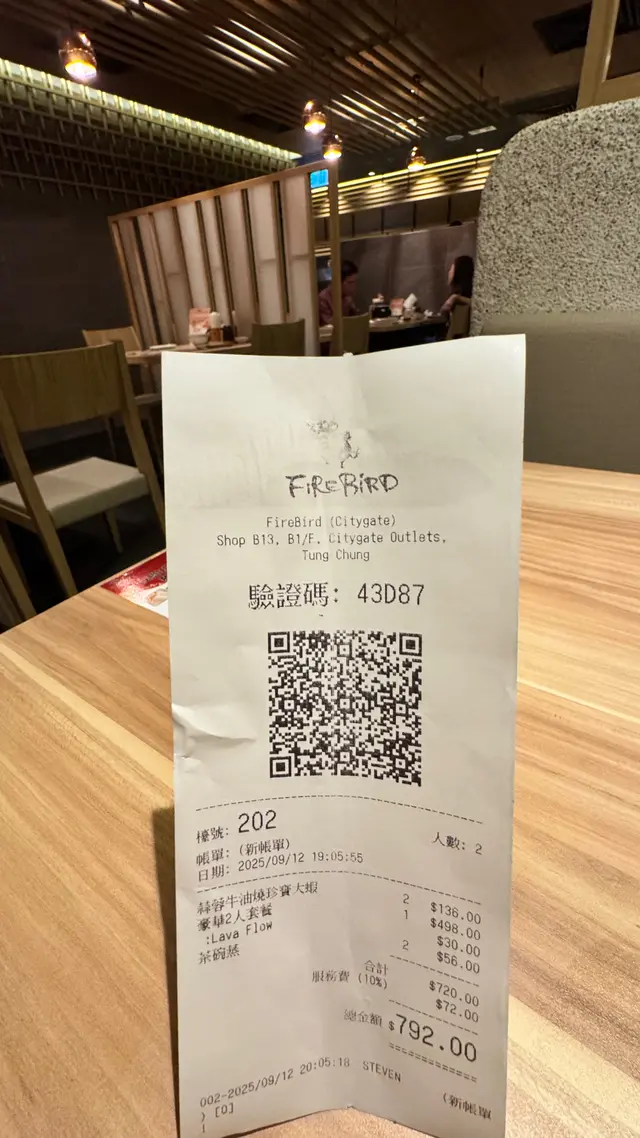 FiREBiRD
FireBird (Citygate)
Shop B13, B1/F, Citygate Outlets,
Tung Chung
驗證碼: 43D87
檯號: 202 人數: 2
帳單: (新帳單)
日期: 2025/09/12 19:05:55
蒜蓉牛油燒珍寶大蝦 2 $136.00
豪華2人套餐 1 $498.00
:Lava Flow $30.00
茶碗蒸 2 $56.00
合計 $720.00
服務費 (10%) $72.00
總金額 $792.00
002-2025/09/12 20:05:18 STEVEN (新帳單
) [0]